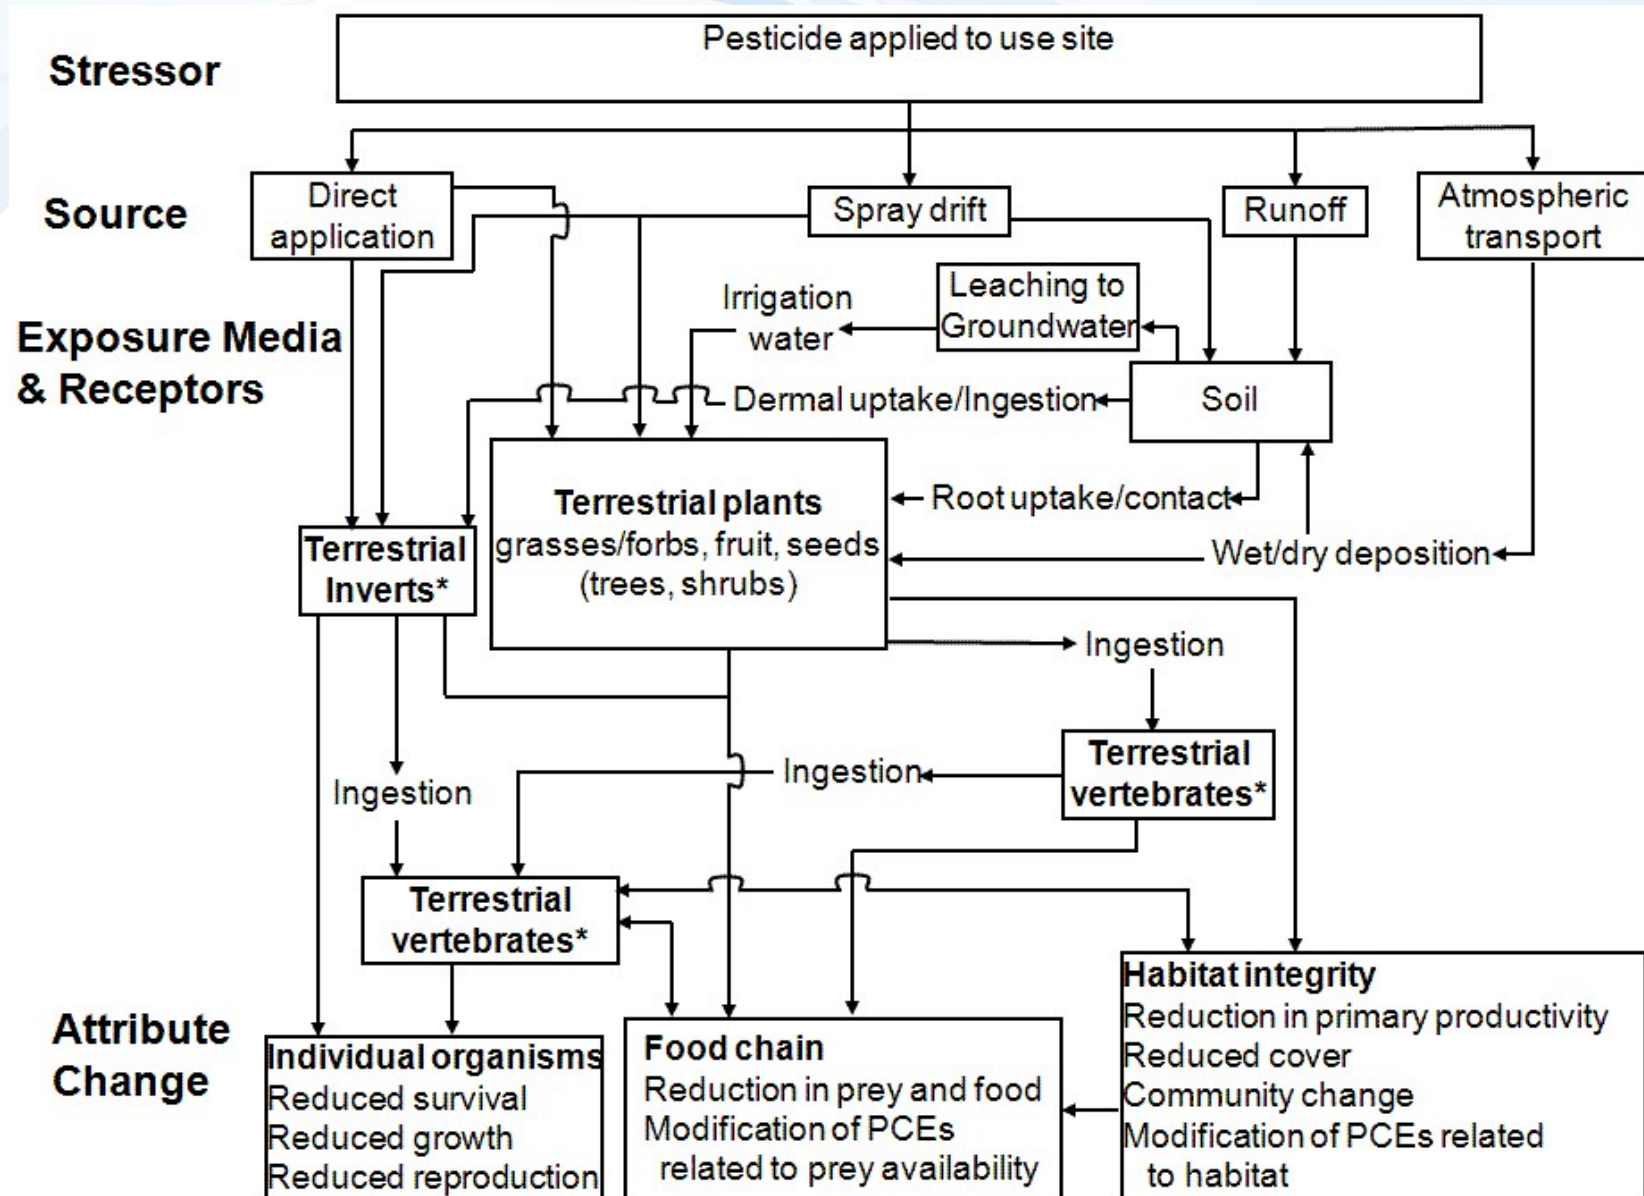 Pesticide applied to use site
Stressor
Source
Direct
application
Spray drift
Runoff
Atmospheric
transport
Exposure Media
& Receptors
Irrigation
water
Leaching to
Groundwater
Dermal uptake/Ingestion
Soil
Terrestrial plants
grasses/forbs, fruit, seeds
(trees, shrubs)
Root uptake/contact
Wet/dry deposition
Terrestrial
Inverts*
Ingestion
Terrestrial
vertebrates*
Ingestion
Ingestion
Terrestrial
vertebrates*
Attribute
Change
Individual organisms
Reduced survival
Reduced growth
Reduced reproduction
Food chain
Reduction in prey and food
Modification of PCEs
related to prey availability
Habitat integrity
Reduction in primary productivity
Reduced cover
Community change
Modification of PCEs related
to habitat